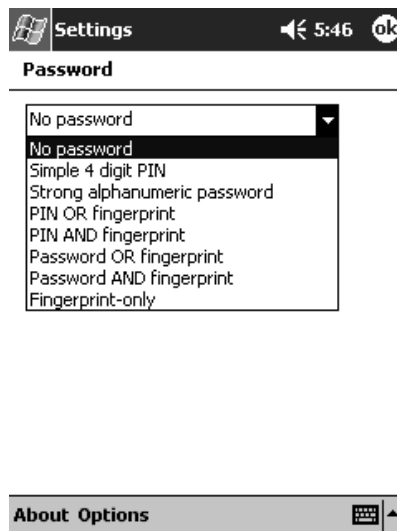 Settings 5:46 ok
Password
No password
No password
Simple 4 digit PIN
Strong alphanumeric password
PIN OR fingerprint
PIN AND fingerprint
Password OR fingerprint
Password AND fingerprint
Fingerprint-only
About Options